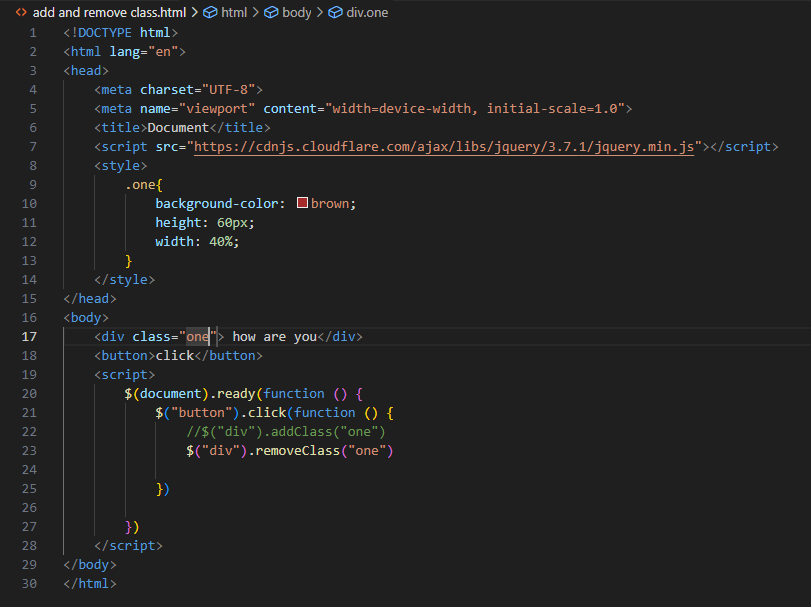 add and remove class.html > html > body > div.one
1 <!DOCTYPE html>
2 <html lang="en">
3 <head>
4     <meta charset="UTF-8">
5     <meta name="viewport" content="width=device-width, initial-scale=1.0">
6     <title>Document</title>
7     <script src="https://cdnjs.cloudflare.com/ajax/libs/jquery/3.7.1/jquery.min.js"></script>
8     <style>
9         .one{
10             background-color: brown;
11             height: 60px;
12             width: 40%;
13         }
14     </style>
15 </head>
16 <body>
17     <div class="one"> how are you</div>
18     <button>click</button>
19     <script>
20         $(document).ready(function () {
21             $("button").click(function () {
22                 //$("div").addClass("one")
23                 $("div").removeClass("one")
24
25             })
26
27         })
28     </script>
29 </body>
30 </html>